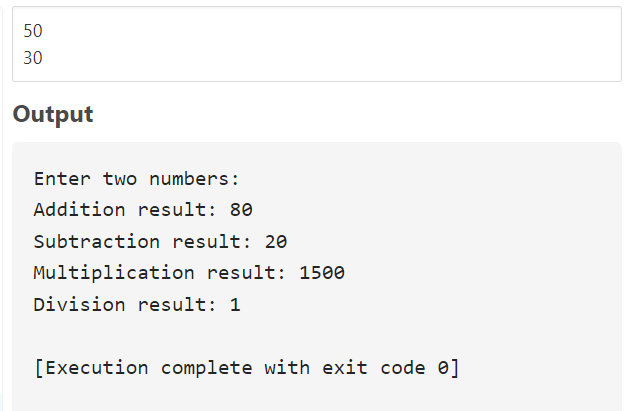 50
30
Output
Enter two numbers:
Addition result: 80
Subtraction result: 20
Multiplication result: 1500
Division result: 1
[Execution complete with exit code 0]